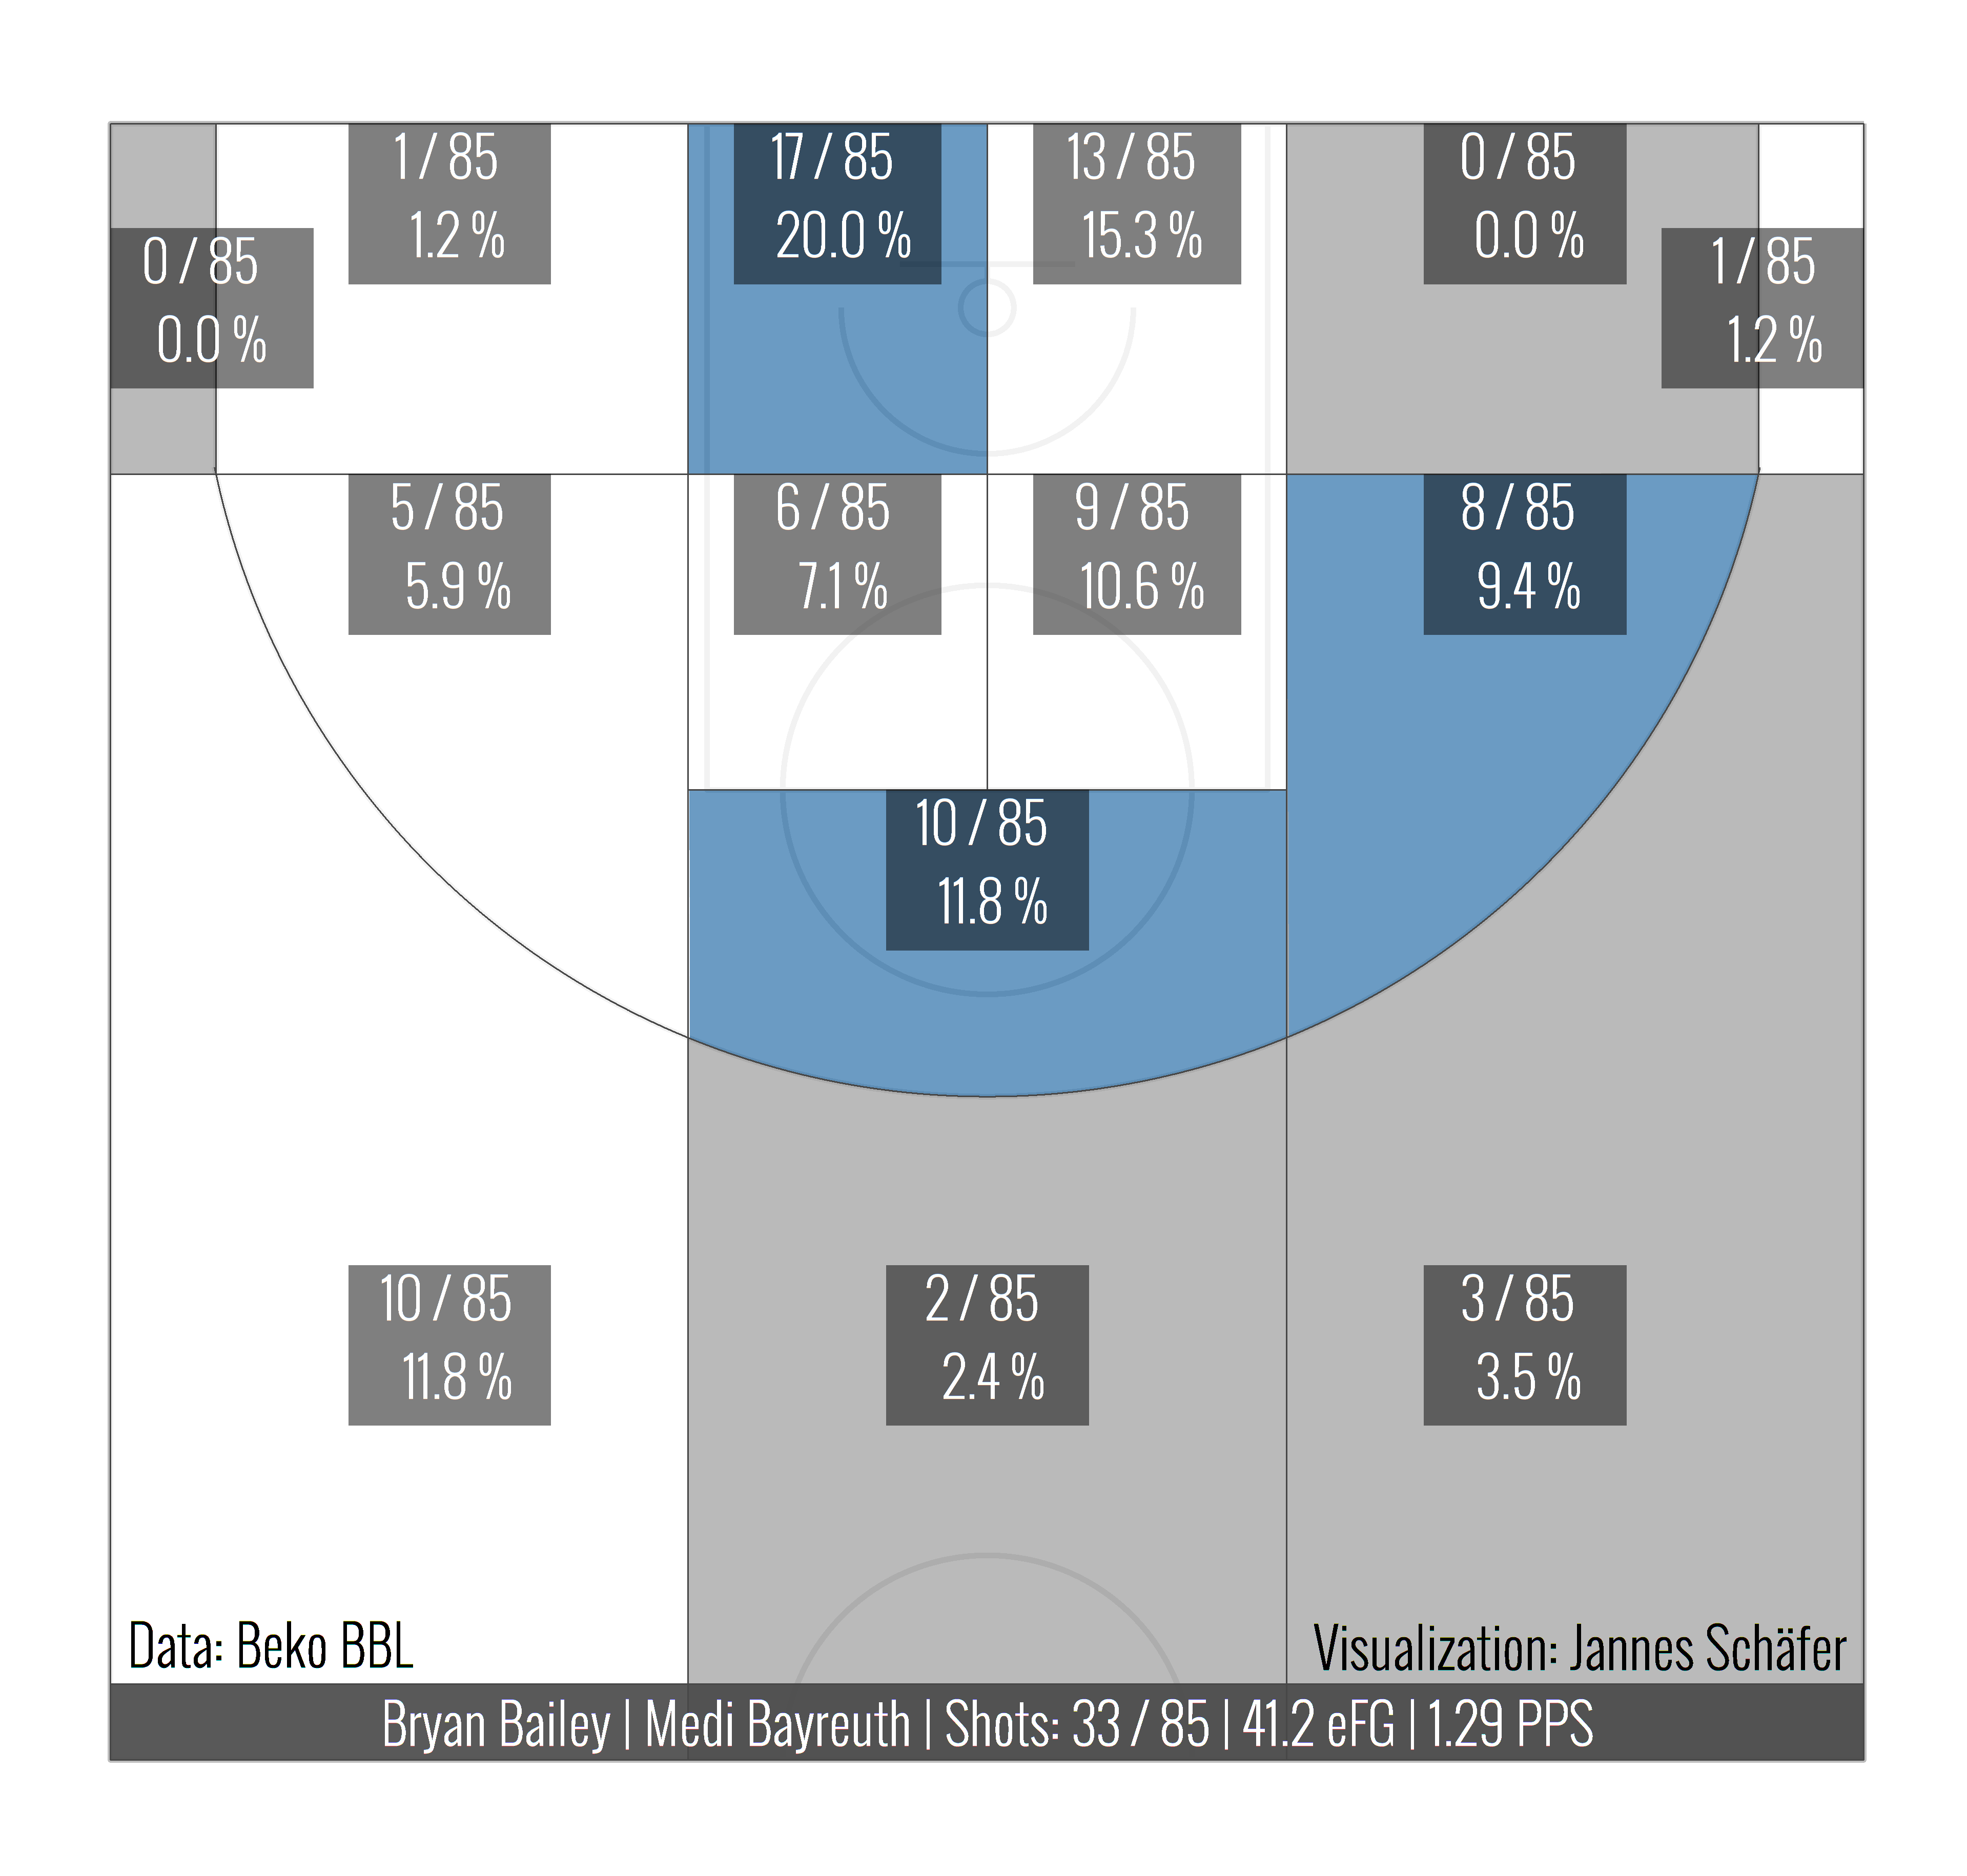 1 / 85
1.2 %
17 / 85
20.0 %
13 / 85
15.3 %
0 / 85
0.0 %
0 / 85
0.0 %
1 / 85
1.2 %
5 / 85
5.9 %
6 / 85
7.1 %
9 / 85
10.6 %
8 / 85
9.4 %
10 / 85
11.8 %
10 / 85
11.8 %
2 / 85
2.4 %
3 / 85
3.5 %
Data: Beko BBL
Visualization: Jannes Schäfer
Bryan Bailey | Medi Bayreuth | Shots: 33 / 85 | 41.2 eFG | 1.29 PPS